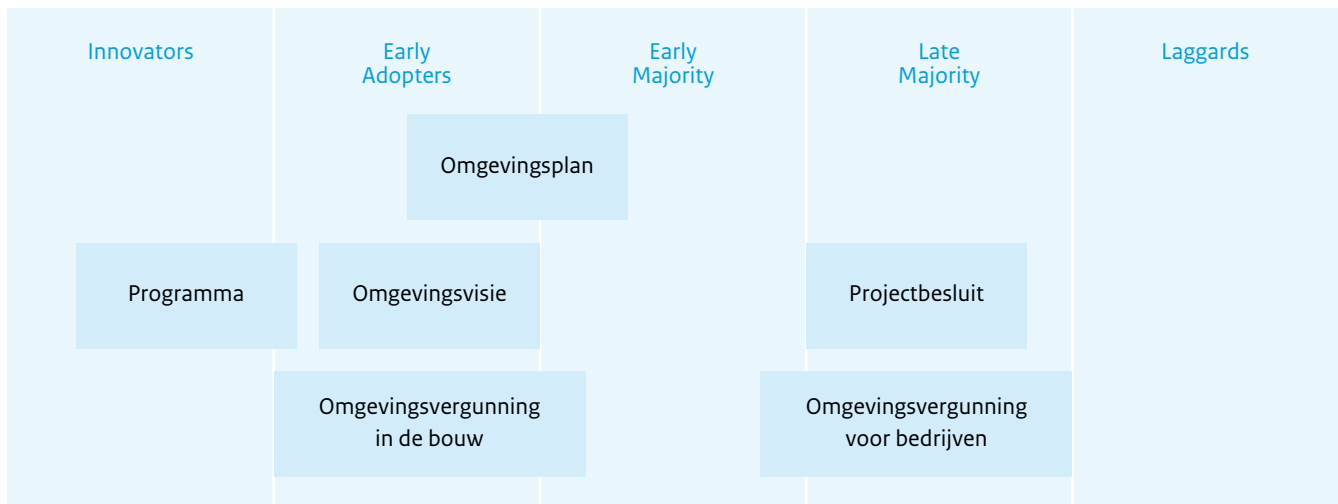 Innovators
Early
Adopters
Early
Majority
Late
Majority
Laggards
Omgevingsplan
Programma
Omgevingsvisie
Projectbesluit
Omgevingsvergunning
in de bouw
Omgevingsvergunning
voor bedrijven